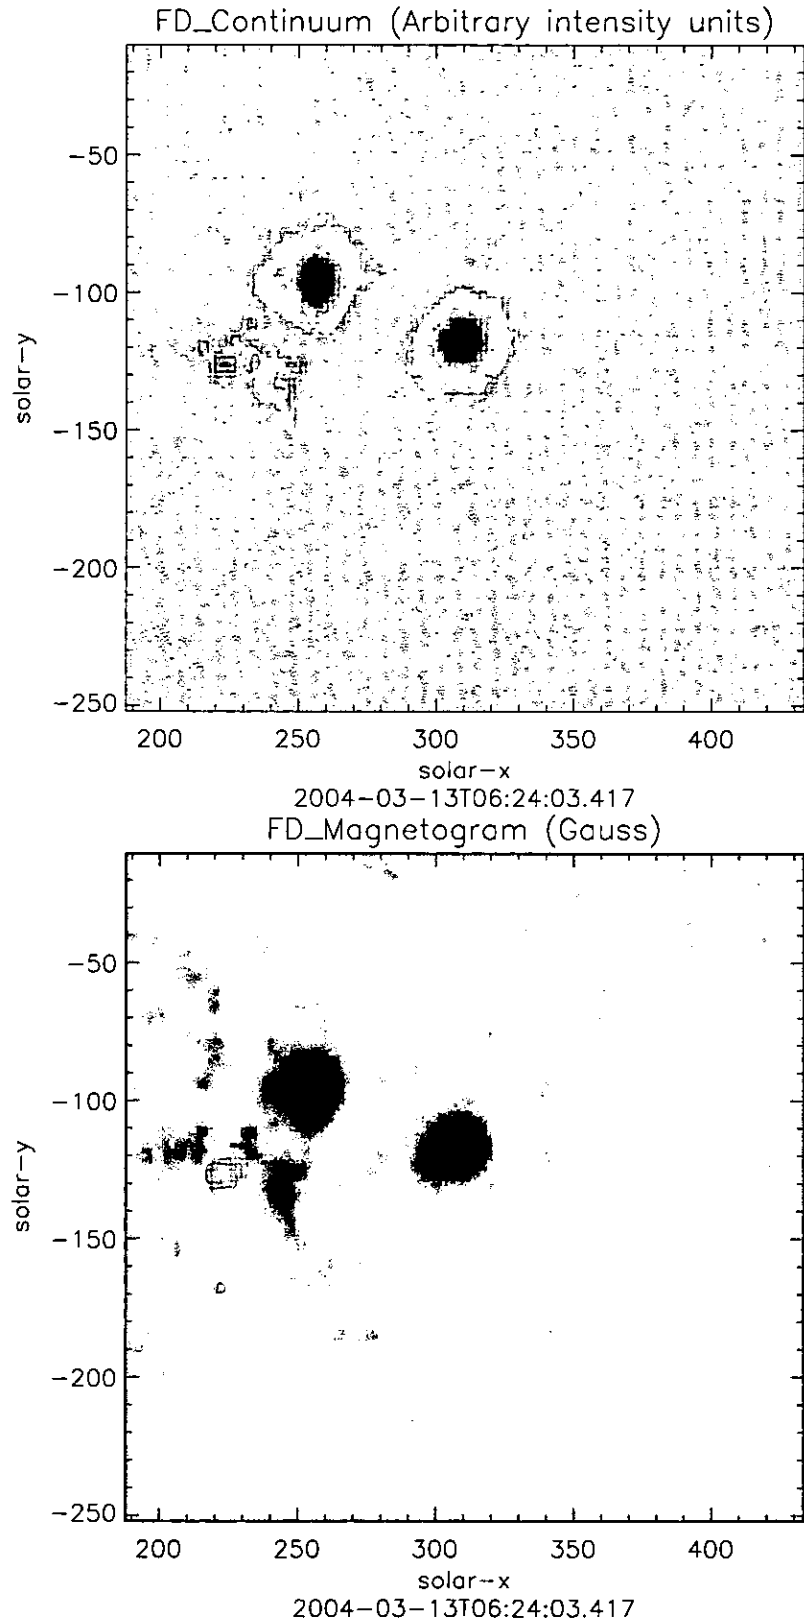 FD_Continuum (Arbitrary intensity units)
-50
-100
-150
-200
-250
solar-y
200 250 300 350 400
solar-x
2004-03-13T06:24:03.417
FD_Magnetogram (Gauss)
-50
-100
-150
-200
-250
solar-y
200 250 300 350 400
solar-x
2004-03-13T06:24:03.417